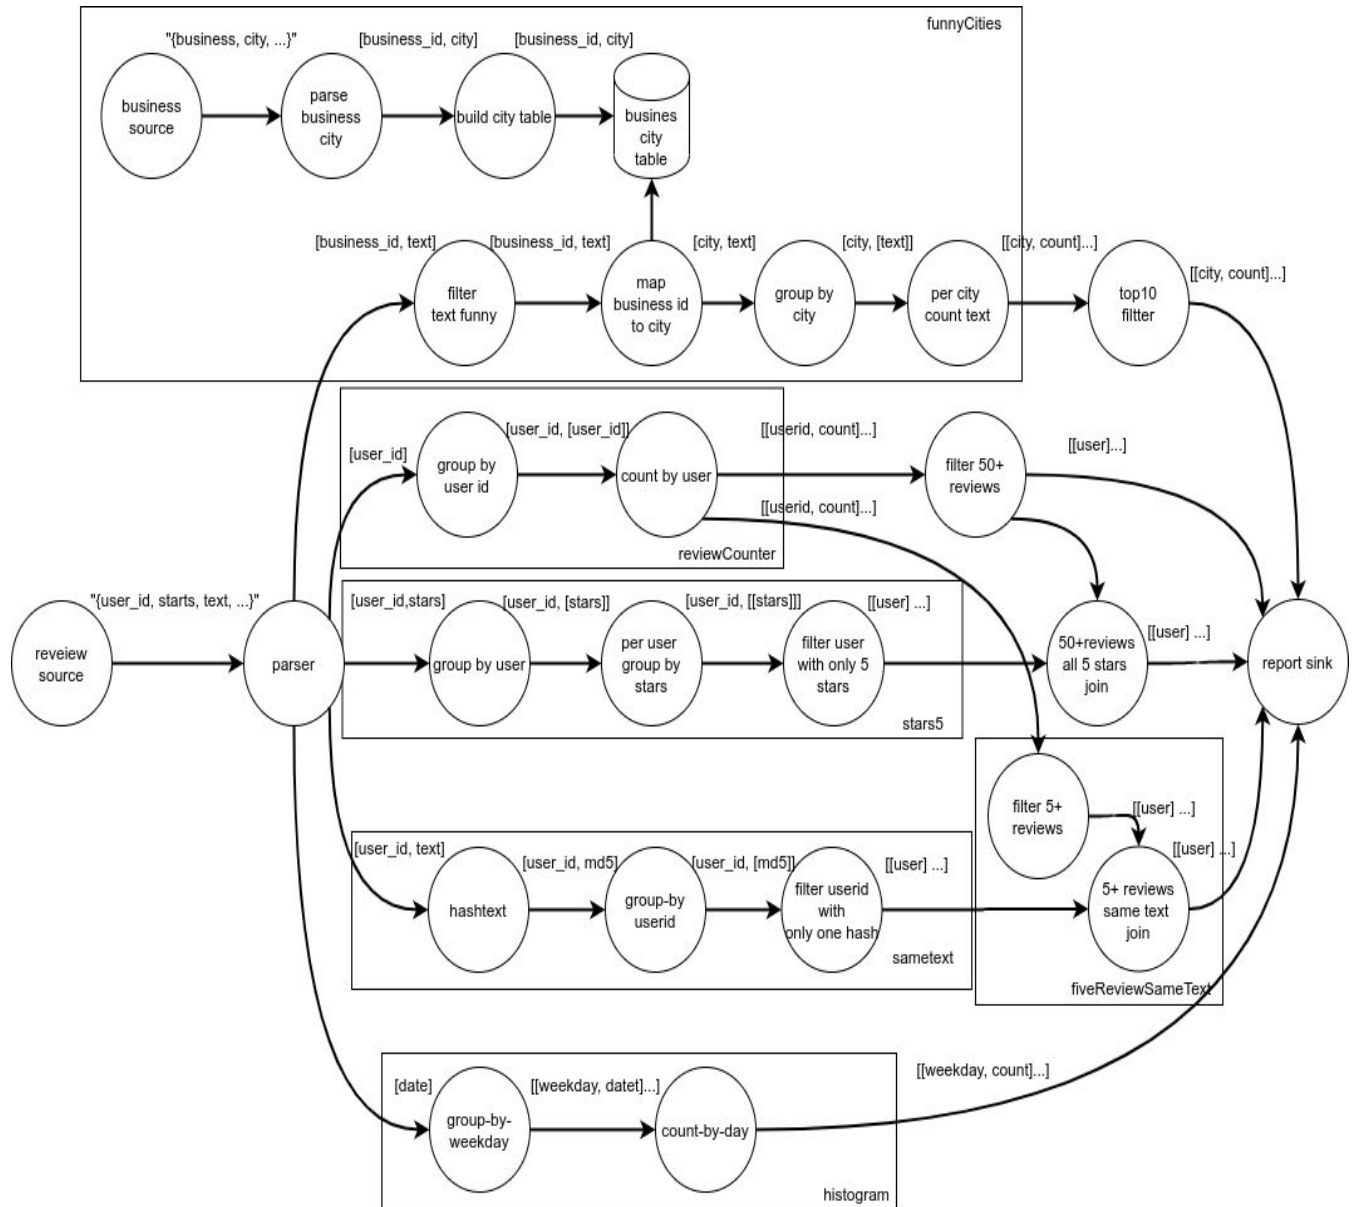 funnyCities
"{business, city, ...}"
[business_id, city]
[business_id, city]
business
source
parse
business
city
build city table
busines
city
table
[business_id, text]
[business_id, text]
[city, text]
[city, [text]]
[[city, count]...]
[[city, count]...]
filter
text funny
map
business id
to city
group by
city
per city
count text
top10
filtter
[user_id]
[user_id, [user_id]]
[[userid, count]...]
[[user]...]
group by
user id
count by user
filter 50+
reviews
[[userid, count]...]
reviewCounter
"{user_id, starts, text, ...}"
[user_id,stars]
[user_id, [stars]]
[user_id, [[stars]]]
[[user] ...]
[[user] ...]
reveiew
source
parser
group by user
per user
group by
stars
filter user
with only 5
stars
50+reviews
all 5 stars
join
report sink
stars5
filter 5+
reviews
[[user] ...]
[user_id, text]
[user_id, md5]
[user_id, [md5]]
[[user] ...]
[[user] ...]
hashtext
group-by
userid
filter userid
with
only one hash
5+ reviews
same text
join
sametext
fiveReviewSameText
[date]
[[weekday, datet]...]
[[weekday, count]...]
group-by-
weekday
count-by-day
histogram